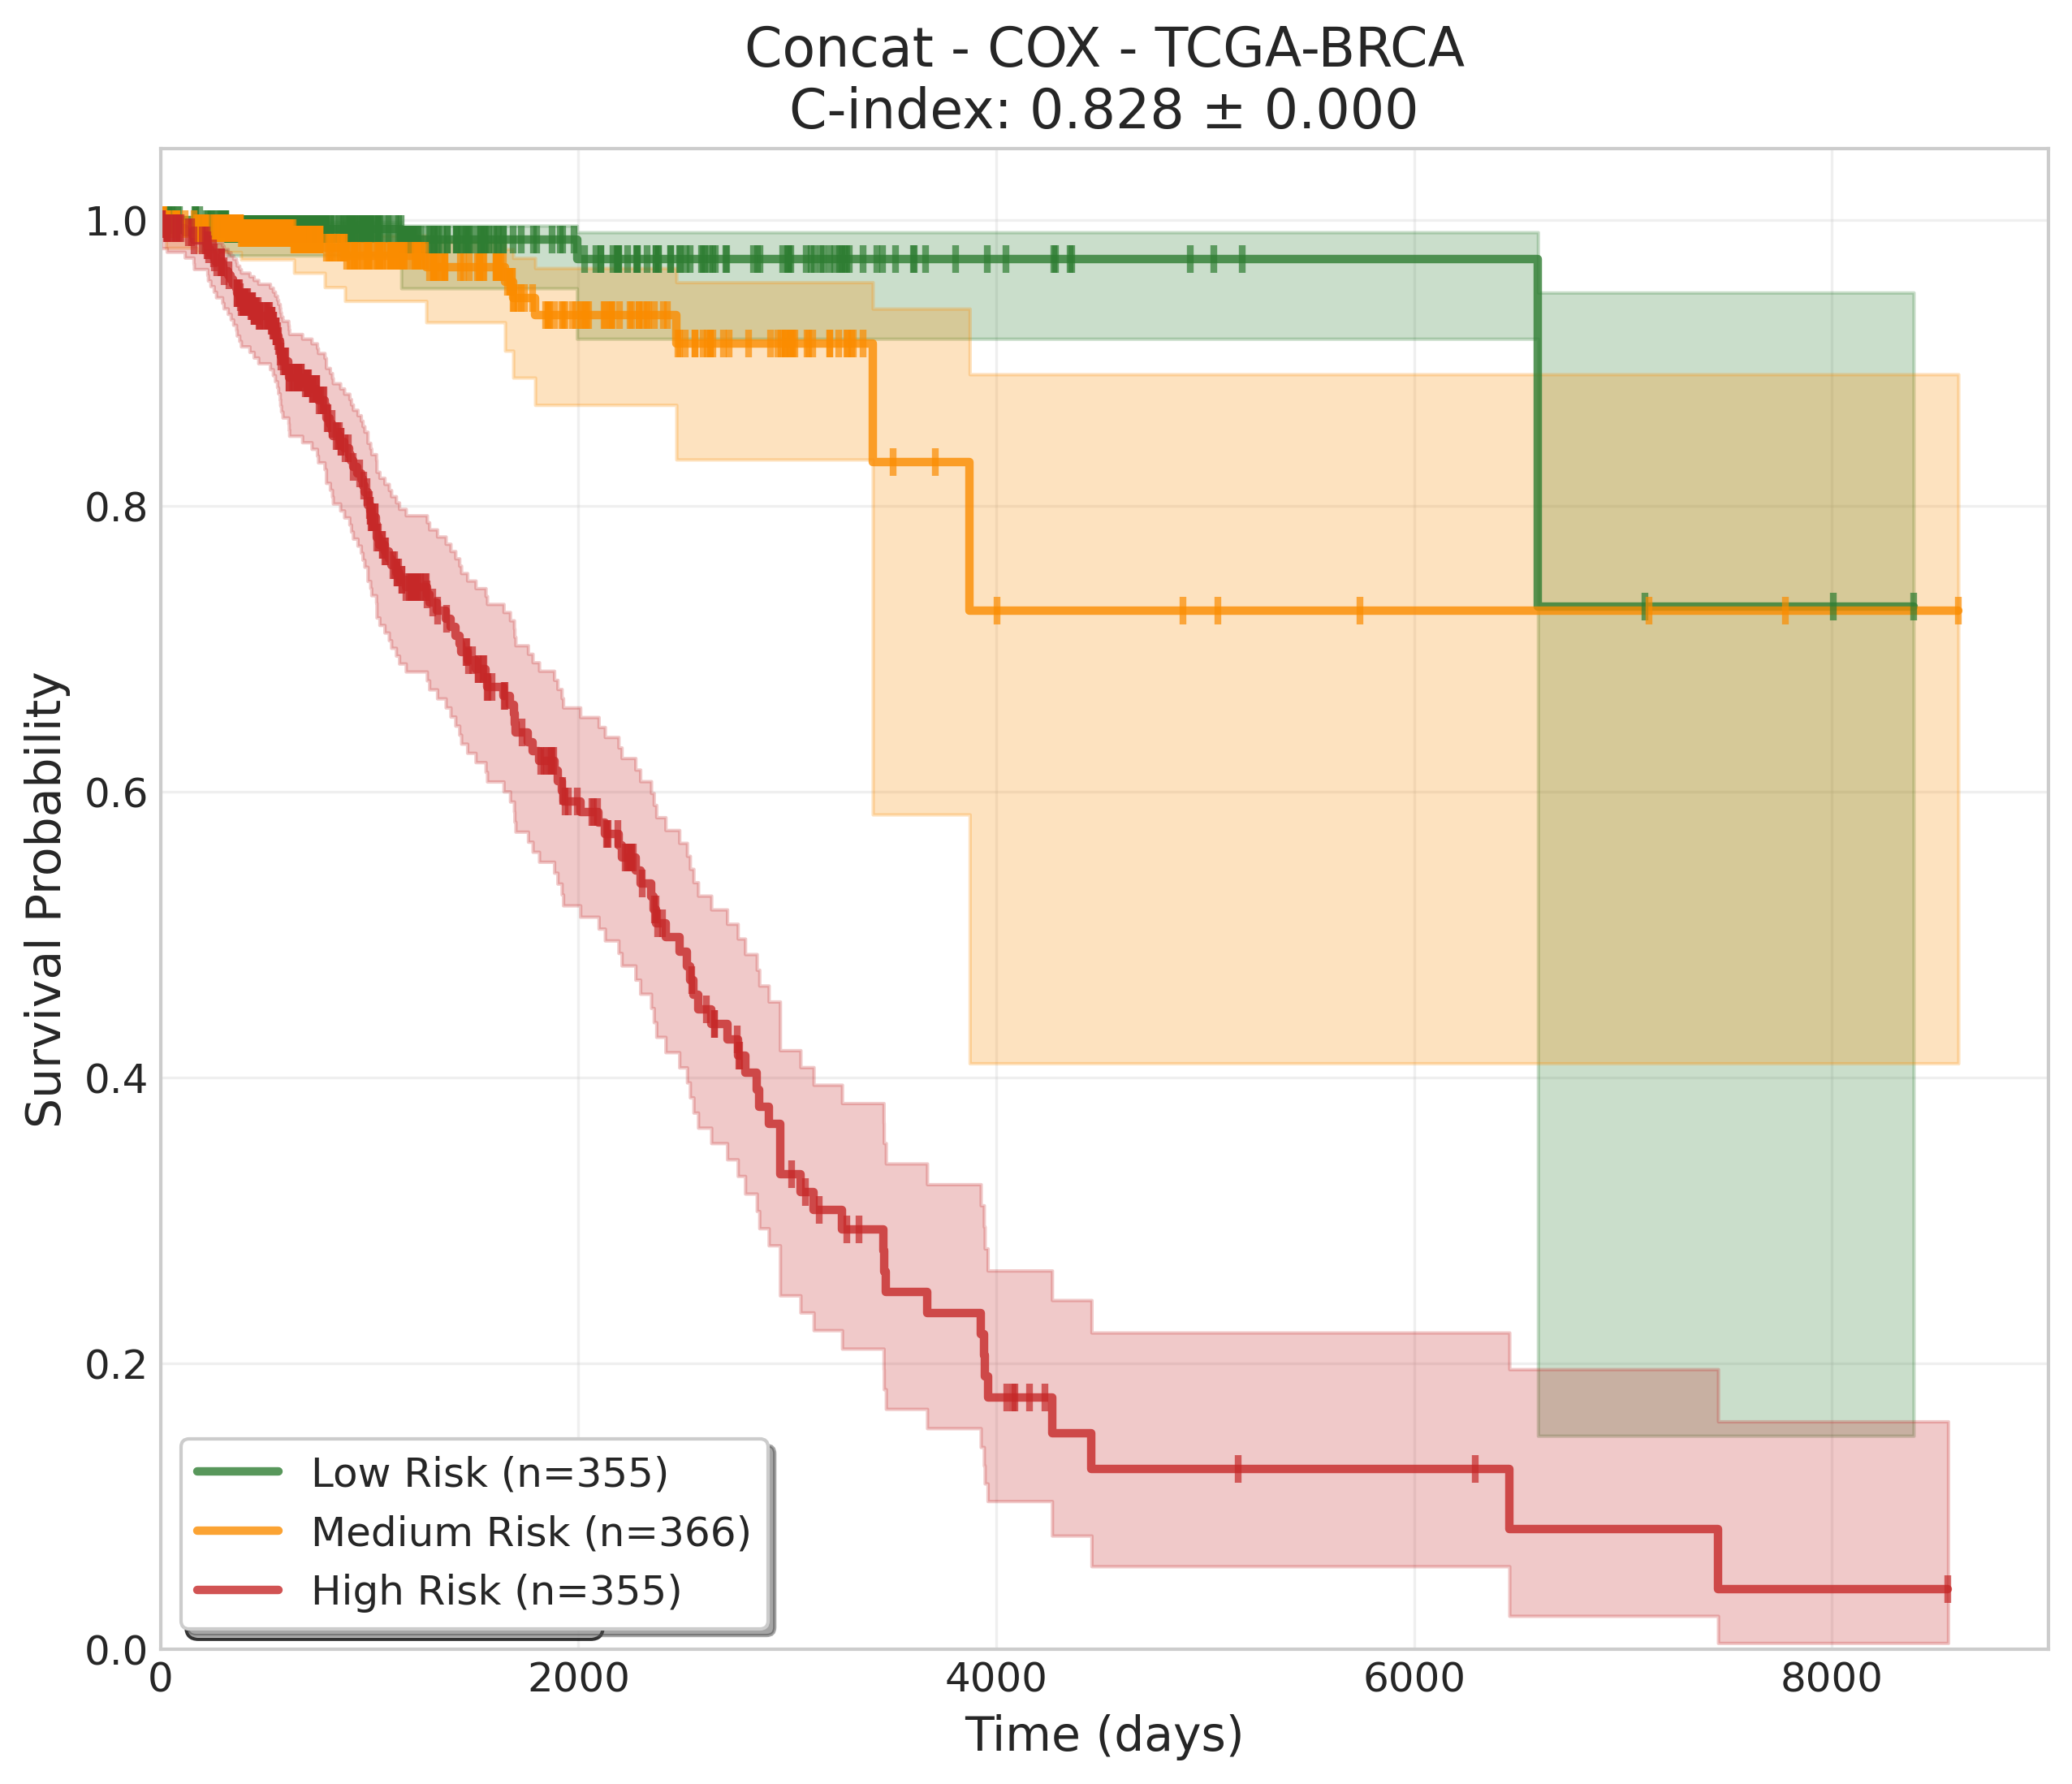 Concat - COX - TCGA-BRCA
C-index: 0.828 ± 0.000
Survival Probability
1.0
0.8
0.6
0.4
0.2
0.0
Low Risk (n=355)
Medium Risk (n=366)
High Risk (n=355)
0 2000 4000 6000 8000
Time (days)